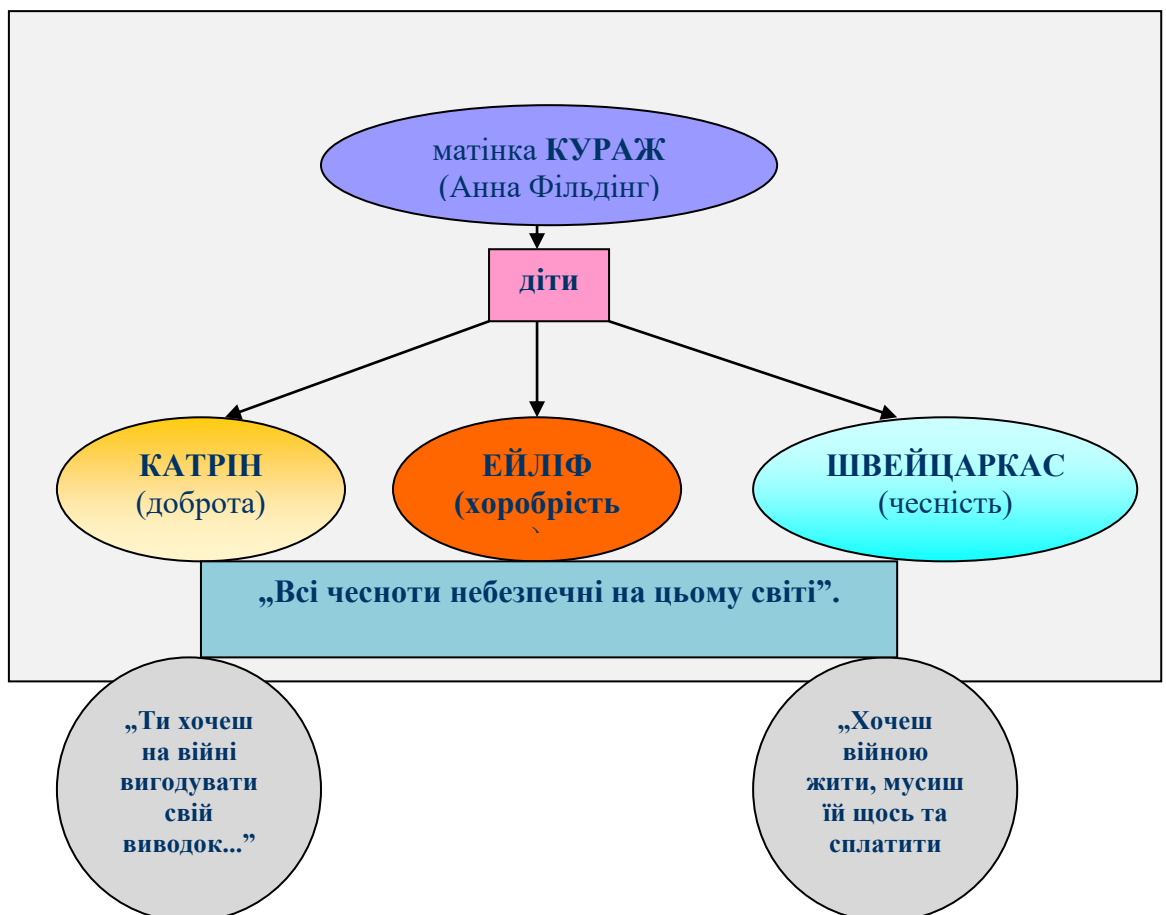 матінка КУРАЖ
(Анна Фільдінг)
діти
КАТРІН
(доброта)
ЕЙЛІФ
(хоробрість
)
ШВЕЙЦАРКАС
(чесність)
„Всі чесноти небезпечні на цьому світі”.
„Ти хочеш
на війні
вигодувати
свій
виводок...”
„Хочеш
війною
жити, мусиш
їй щось та
сплатити